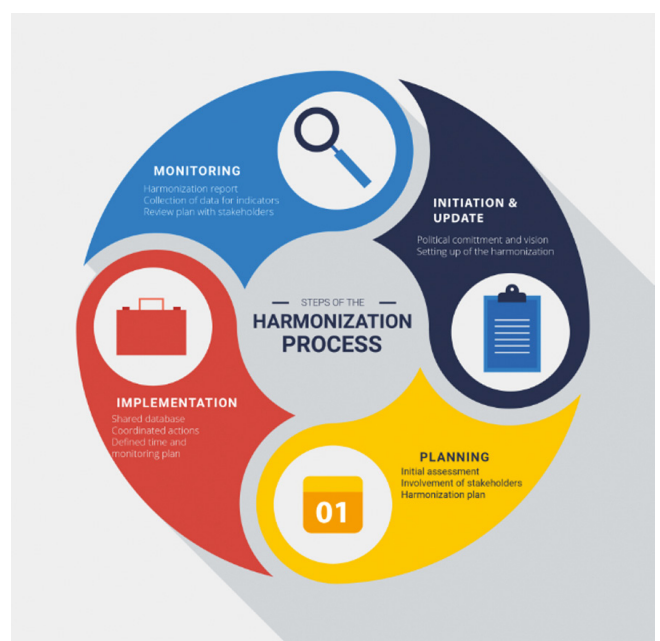 STEPS OF THE
HARMONIZATION
PROCESS
INITIATION &
UPDATE
Political comittment and vision
Setting up of the harmonization
PLANNING
Initial assessment
Involvement of stakeholders
Harmonization plan
01
IMPLEMENTATION
Shared database
Coordinated actions
Defined time and
monitoring plan
MONITORING
Harmonization report
Collection of data for indicators
Review plan with stakeholders